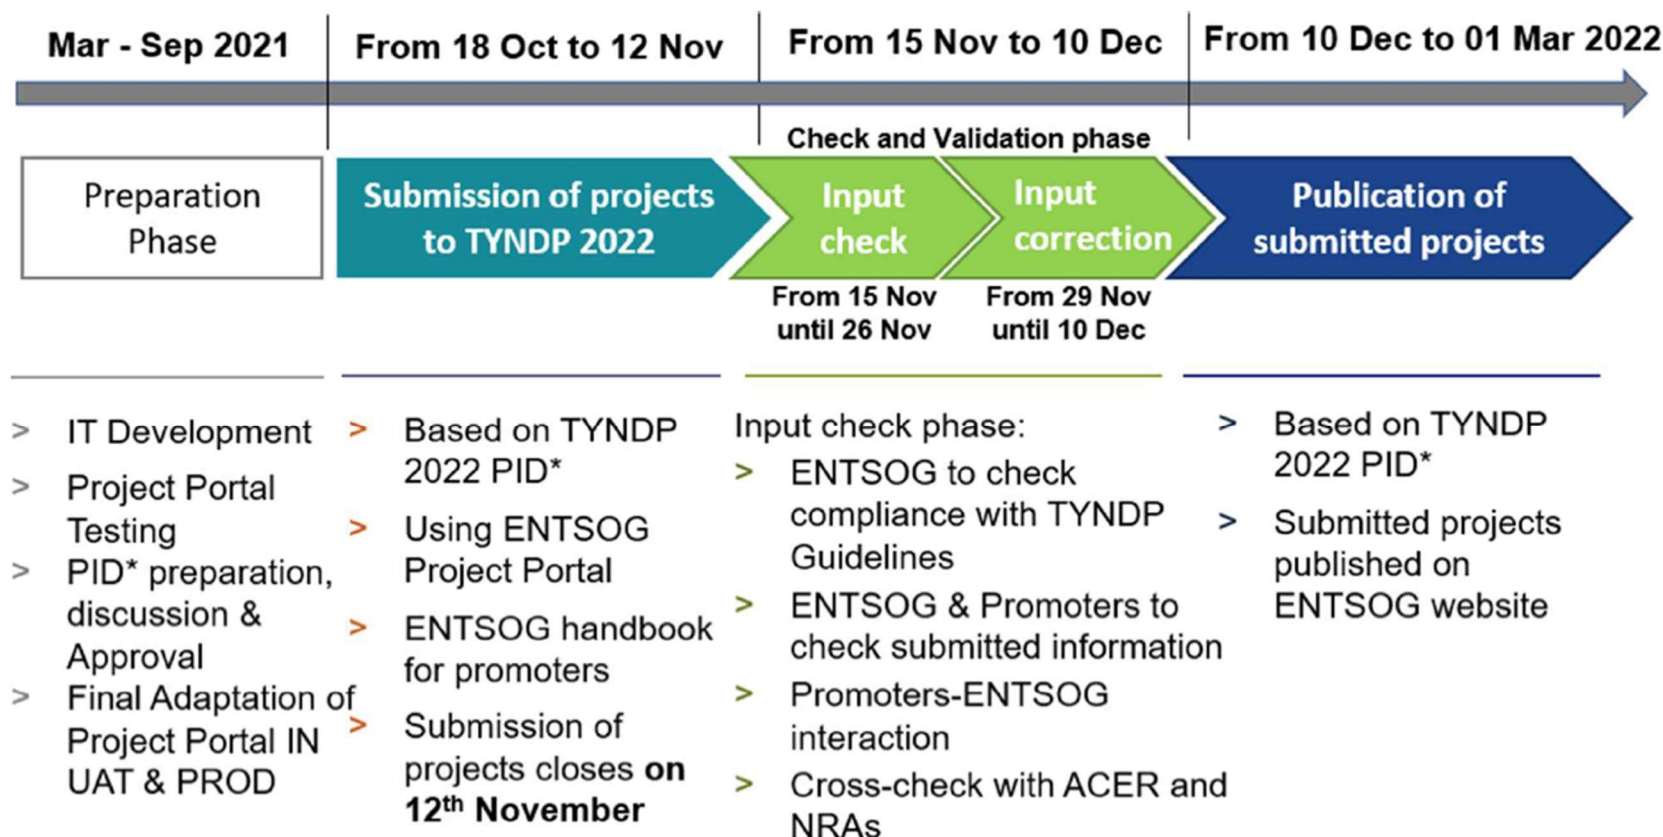 Mar - Sep 2021
From 18 Oct to 12 Nov
From 15 Nov to 10 Dec
From 10 Dec to 01 Mar 2022
Check and Validation phase
Preparation
Phase
Submission of projects
to TYNDP 2022
Input
check
Input
correction
Publication of
submitted projects
From 15 Nov
until 26 Nov
From 29 Nov
until 10 Dec
> IT Development
> Project Portal
Testing
> PID* preparation,
discussion &
Approval
> Final Adaptation of
Project Portal IN
UAT & PROD
> Based on TYNDP
2022 PID*
> Using ENTSOG
Project Portal
> ENTSOG handbook
for promoters
> Submission of
projects closes on
12th November
Input check phase:
> ENTSOG to check
compliance with TYNDP
Guidelines
> ENTSOG & Promoters to
check submitted information
> Promoters-ENTSOG
interaction
> Cross-check with ACER and
NRAs
> Based on TYNDP
2022 PID*
> Submitted projects
published on
ENTSOG website